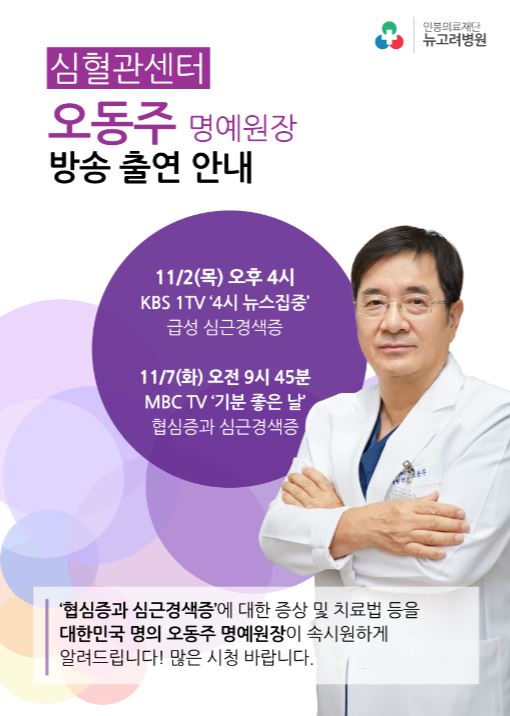 인봉의료재단
뉴고려병원
심혈관센터
오동주 명예원장
방송 출연 안내
11/2(목) 오후 4시
KBS 1TV ‘4시 뉴스집중’
급성 심근경색증
11/7(화) 오전 9시 45분
MBC TV ‘기분 좋은 날’
협심증과 심근경색증
‘협심증과 심근경색증’에 대한 증상 및 치료법 등을
대한민국 명의 오동주 명예원장이 속시원하게
알려드립니다! 많은 시청 바랍니다.